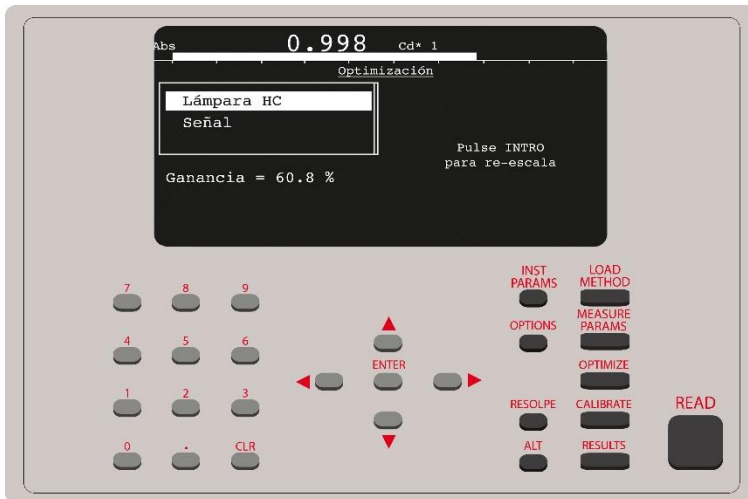 Abs 0.998 Cd* 1
Optimización
Lámpara HC
Señal
Pulse INTRO
para re-escala
Ganancia = 60.8 %
INST
PARAMS
LOAD
METHOD
7 8 9
OPTIONS
MEASURE
PARAMS
4 5 6
ENTER
OPTIMIZE
1 2 3
RESOLPE
CALIBRATE
READ
0 . CLR
ALT
RESULTS